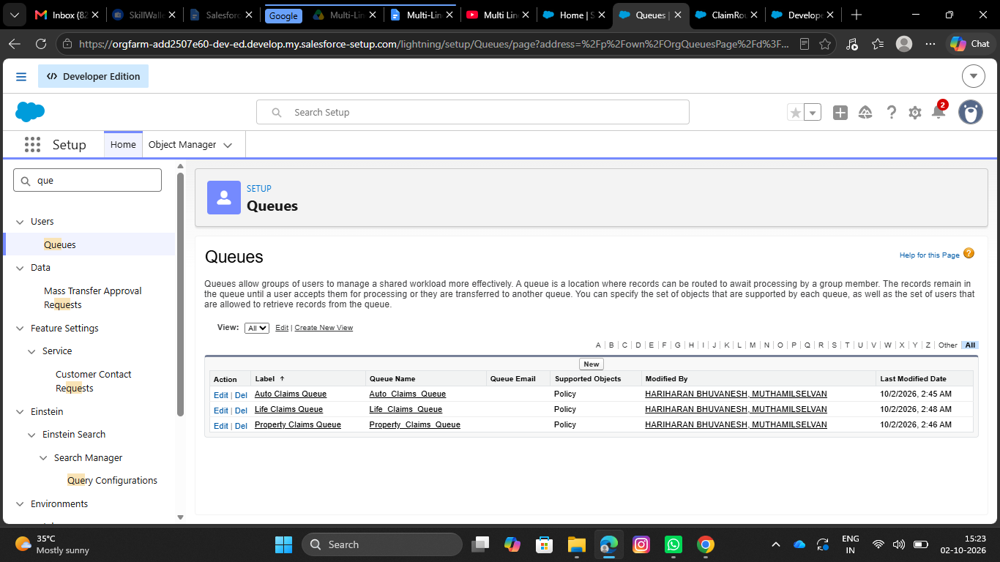 Inbox (82
SkillWalle
Salesforc
Google
Multi-Lin
Multi-Line
Multi Line
Home | S
Queues |
ClaimRou
Develope
https://orgfarm-add2507e60-dev-ed.develop.my.salesforce-setup.com/lightning/setup/Queues/page?address=%2Fp%2Fown%2FOrgQueuesPage%2Fd%3F...
Chat
Developer Edition
Search Setup
2
Setup
Home
Object Manager
que
Users
Queues
Data
Mass Transfer Approval
Requests
Feature Settings
Service
Customer Contact
Requests
Einstein
Einstein Search
Search Manager
Query Configurations
Environments
SETUP
Queues
Queues
Help for this Page ?
Queues allow groups of users to manage a shared workload more effectively. A queue is a location where records can be routed to await processing by a group member. The records remain in
the queue until a user accepts them for processing or they are transferred to another queue. You can specify the set of objects that are supported by each queue, as well as the set of users that
are allowed to retrieve records from the queue.
View: All Edit | Create New View
A | B | C | D | E | F | G | H | I | J | K | L | M | N | O | P | Q | R | S | T | U | V | W | X | Y | Z | Other All
New
Action Label Queue Name Queue Email Supported Objects Modified By Last Modified Date
Edit | Del Auto Claims Queue Auto_Claims_Queue Policy HARIHARAN BHUVANESH, MUTHAMILSELVAN 10/2/2026, 2:45 AM
Edit | Del Life Claims Queue Life_Claims_Queue Policy HARIHARAN BHUVANESH, MUTHAMILSELVAN 10/2/2026, 2:48 AM
Edit | Del Property Claims Queue Property_Claims_Queue Policy HARIHARAN BHUVANESH, MUTHAMILSELVAN 10/2/2026, 2:46 AM
35°C
Mostly sunny
Search
ENG
IN
15:23
02-10-2026